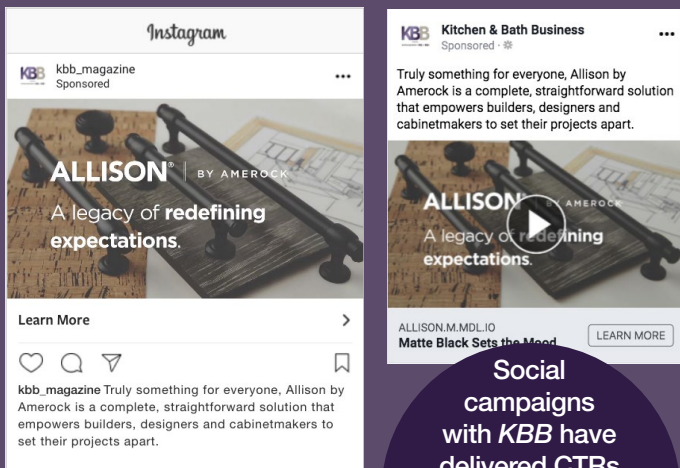 Instagram
KBB
kbb_magazine
Sponsored
ALLISON® | BY AMEROCK
A legacy of redefining
expectations.
Learn More
kbb_magazine Truly something for everyone, Allison by
Amerock is a complete, straightforward solution that
empowers builders, designers and cabinetmakers to
set their projects apart.
KBB
Kitchen & Bath Business
Sponsored ·
Truly something for everyone, Allison by
Amerock is a complete, straightforward solution
that empowers builders, designers and
cabinetmakers to set their projects apart.
ALLISON BY AMEROCK
A legacy of redefining
expectations.
ALLISON.M.MDL.IO
Matte Black Sets the Mood
LEARN MORE
Social
campaigns
with KBB have
delivered CTRs